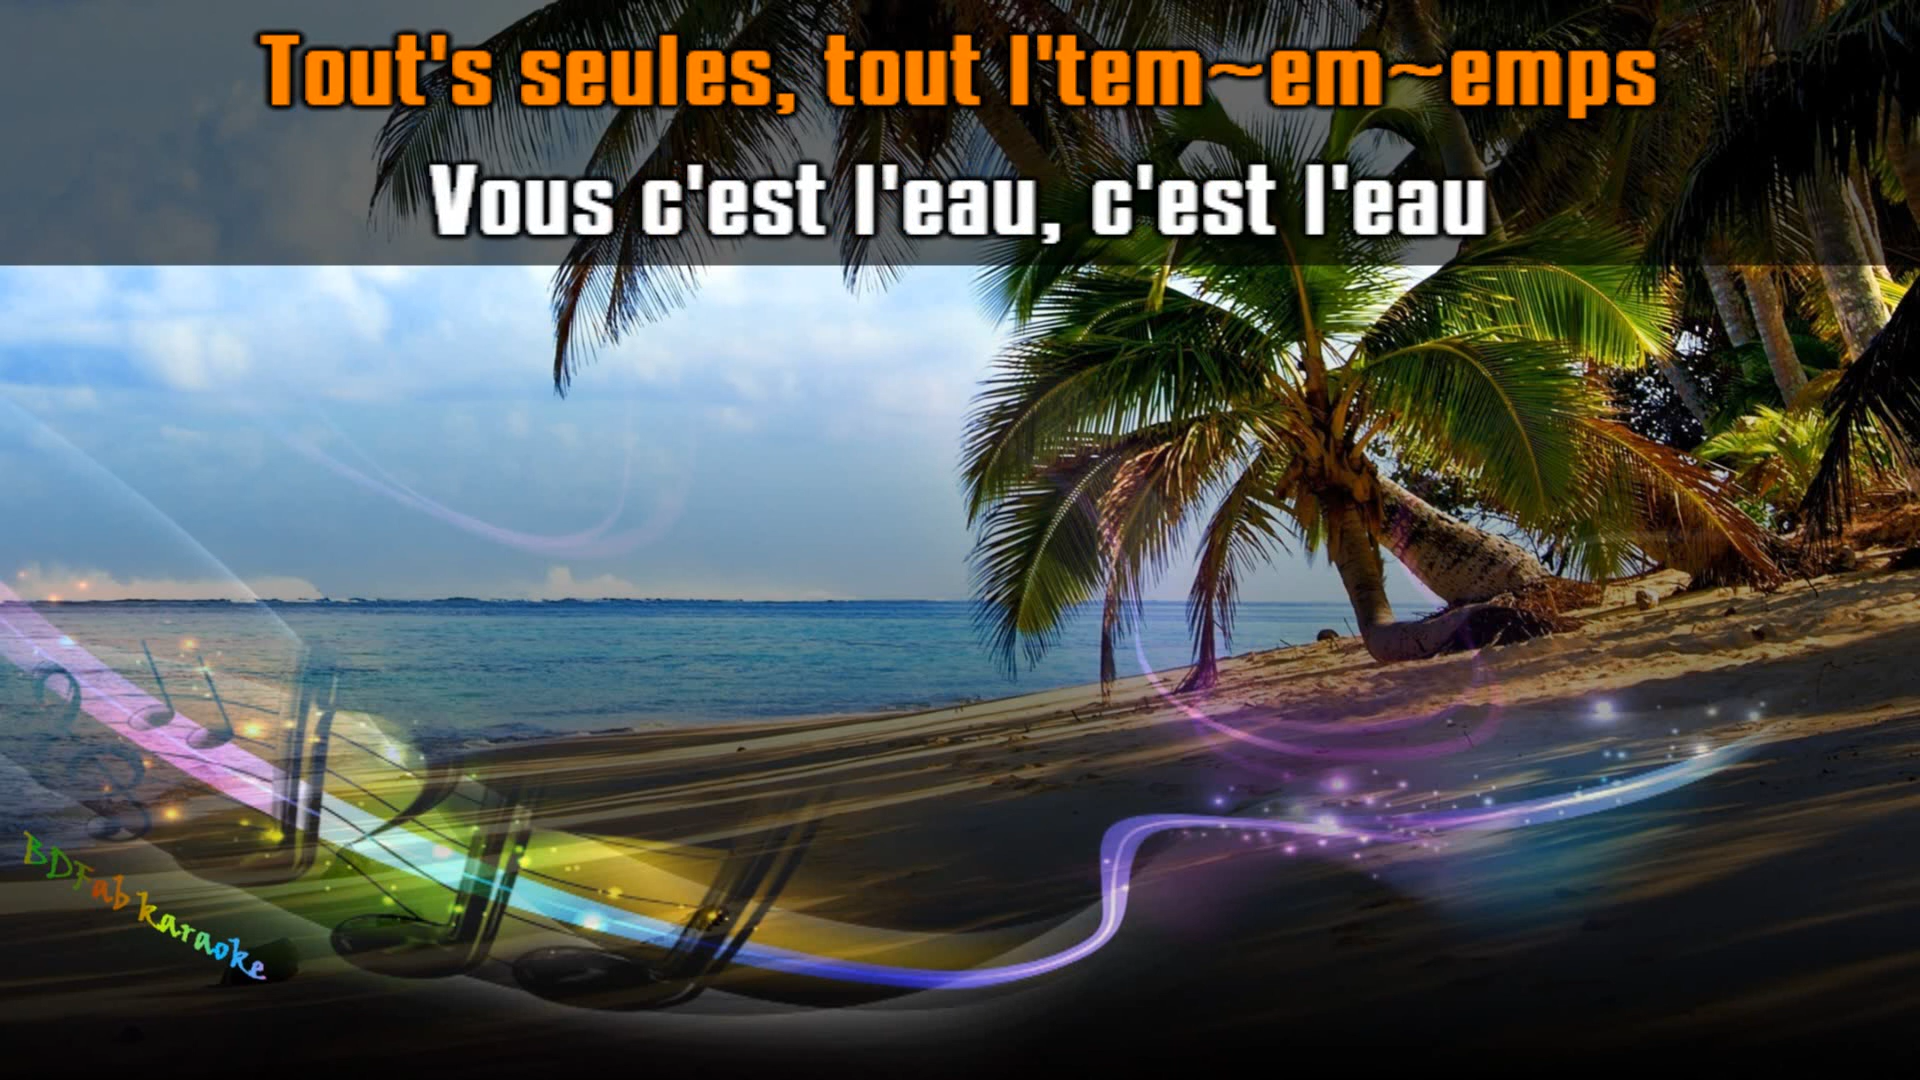 Tout's seules, tout l'tem~em~emps
Vous c'est l'eau, c'est l'eau
BDFab karaoke